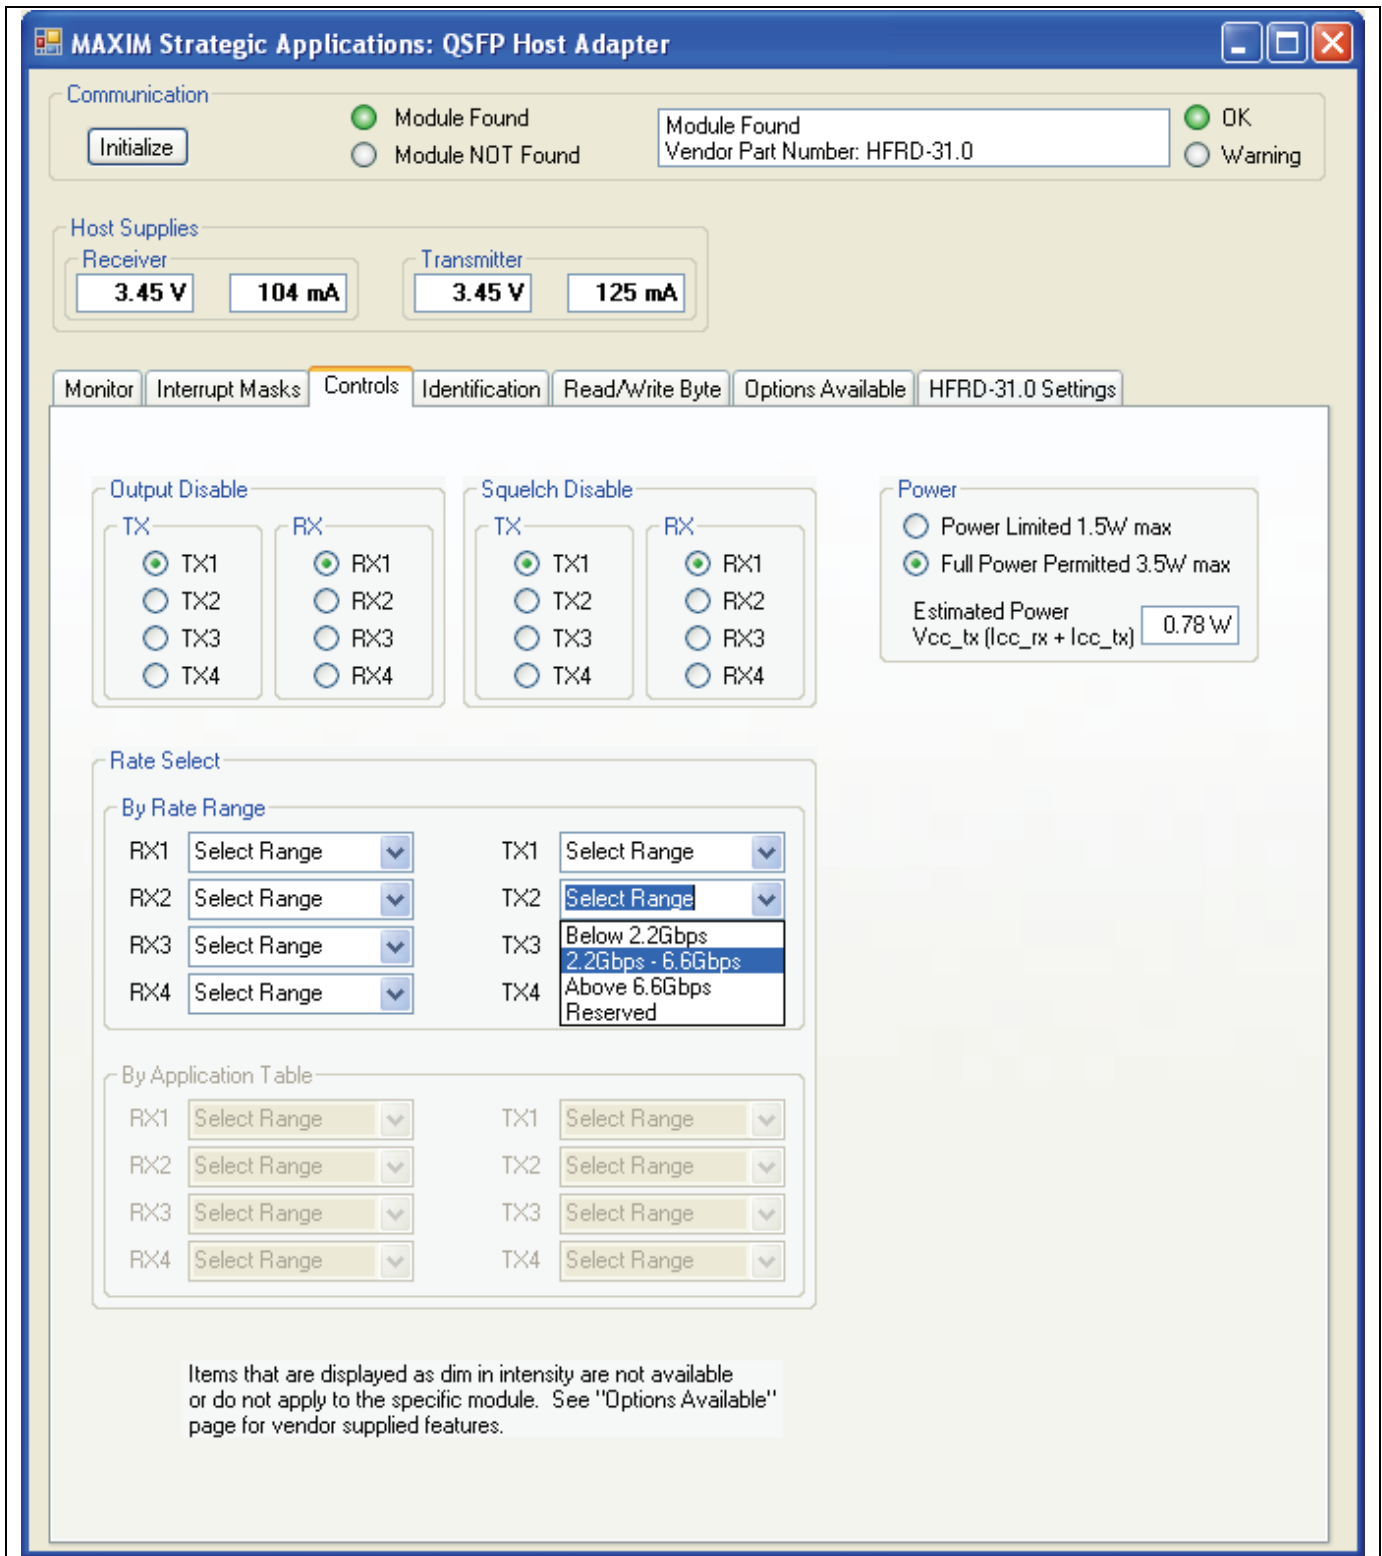 MAXIM Strategic Applications: QSFP Host Adapter
Communication
Initialize
Module Found
Module NOT Found
Module Found
Vendor Part Number: HFRD-31.0
OK
Warning
Host Supplies
Receiver
3.45 V
104 mA
Transmitter
3.45 V
125 mA
Monitor
Interrupt Masks
Controls
Identification
Read/Write Byte
Options Available
HFRD-31.0 Settings
Output Disable
TX
TX1
TX2
TX3
TX4
RX
RX1
RX2
RX3
RX4
Squelch Disable
TX
TX1
TX2
TX3
TX4
RX
RX1
RX2
RX3
RX4
Power
Power Limited 1.5W max
Full Power Permitted 3.5W max
Estimated Power
Vcc_tx (Icc_rx + Icc_tx)
0.78 W
Rate Select
By Rate Range
RX1 Select Range
RX2 Select Range
RX3 Select Range
RX4 Select Range
TX1 Select Range
TX2 Select Range
TX3
TX4
Below 2.2Gbps
2.2Gbps - 6.6Gbps
Above 6.6Gbps
Reserved
By Application Table
RX1 Select Range
RX2 Select Range
RX3 Select Range
RX4 Select Range
TX1 Select Range
TX2 Select Range
TX3 Select Range
TX4 Select Range
Items that are displayed as dim in intensity are not available
or do not apply to the specific module. See "Options Available"
page for vendor supplied features.